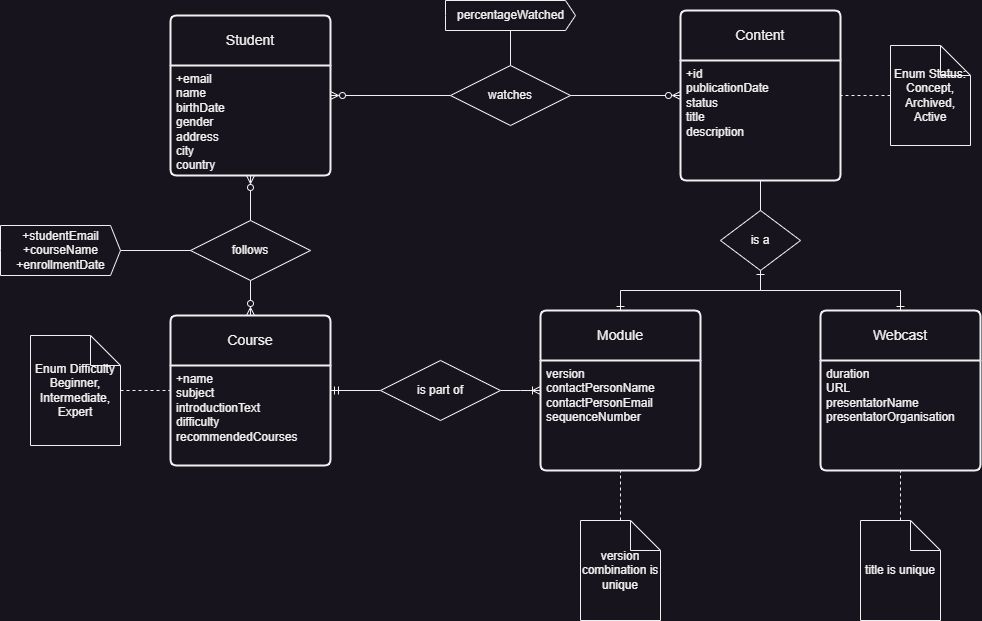 percentageWatched
Student
+email
name
birthDate
gender
address
city
country
watches
Content
+id
publicationDate
status
title
description
Enum Status:
Concept,
Archived,
Active
+studentEmail
+courseName
+enrollmentDate
follows
is a
Enum Difficulty
Beginner,
Intermediate,
Expert
Course
+name
subject
introductionText
difficulty
recommendedCourses
is part of
Module
version
contactPersonName
contactPersonEmail
sequenceNumber
Webcast
duration
URL
presentatorName
presentatorOrganisation
version
combination is
unique
title is unique